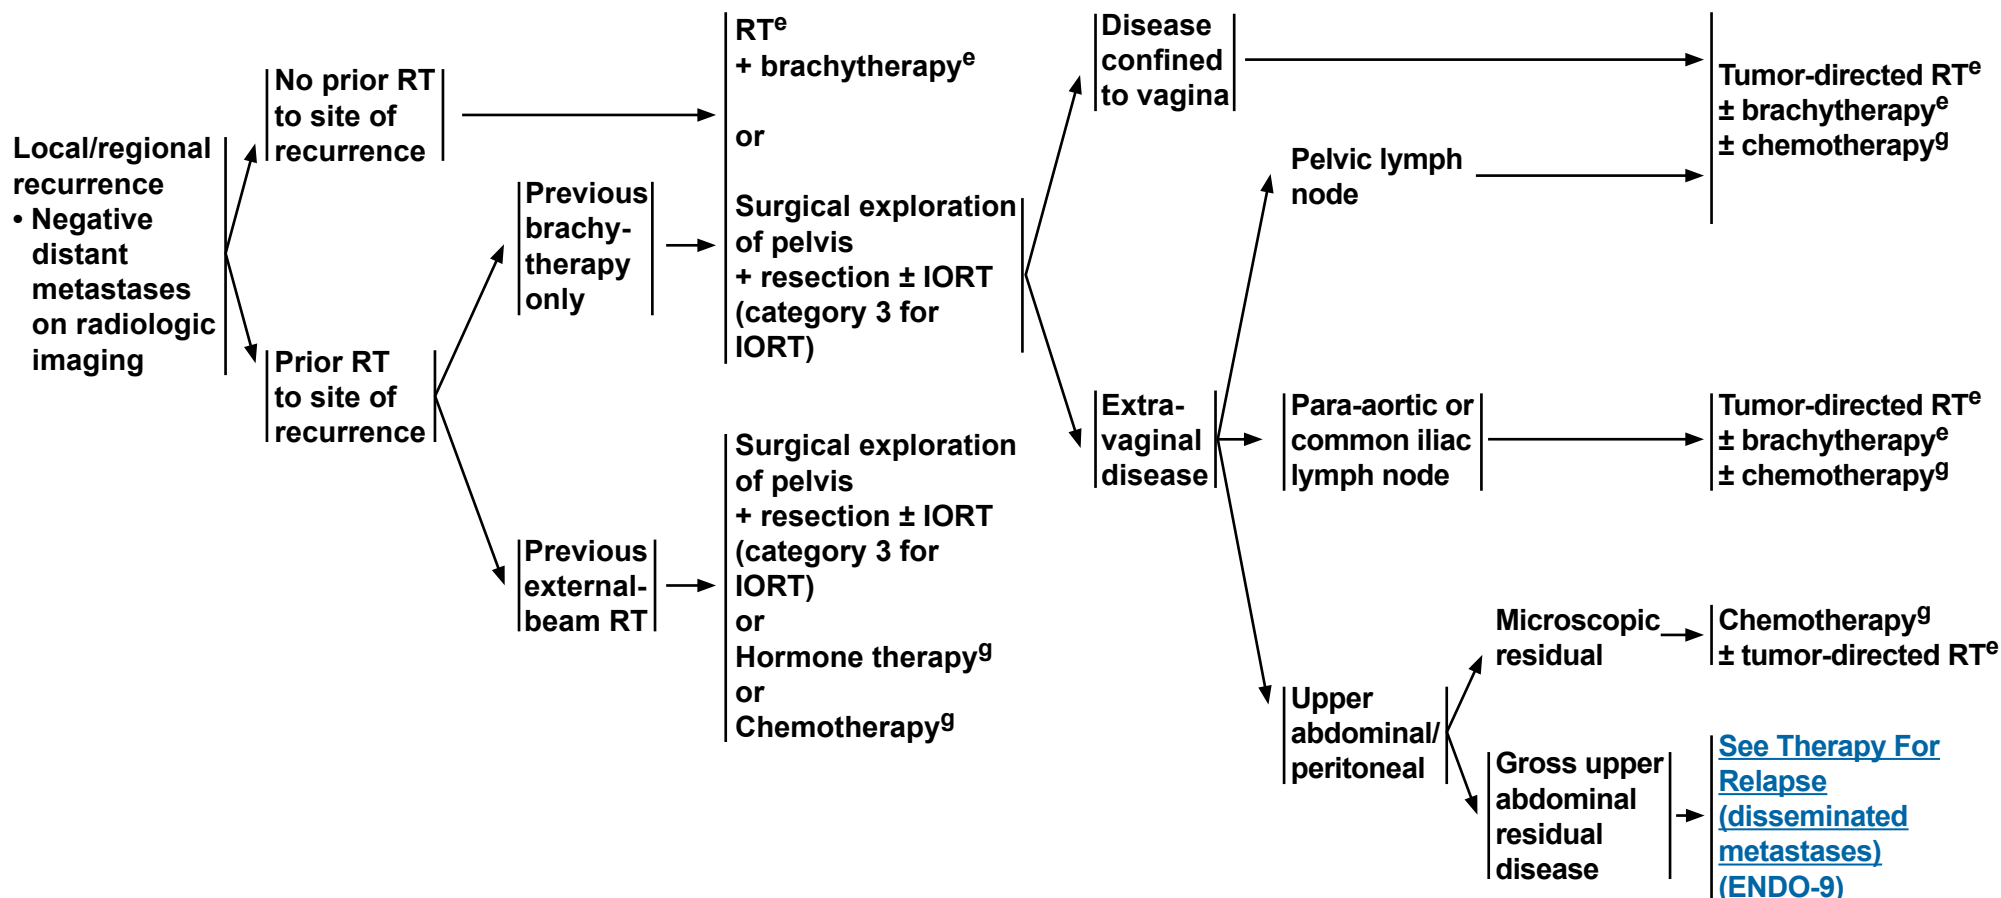 Local/regional
recurrence
• Negative
distant
metastases
on radiologic
imaging
No prior RT
to site of
recurrence
Prior RT
to site of
recurrence
Previous
brachy-
therapy
only
Previous
external-
beam RT
RTe
+ brachytherapye
or
Surgical exploration
of pelvis
+ resection ± IORT
(category 3 for
IORT)
Surgical exploration
of pelvis
+ resection ± IORT
(category 3 for
IORT)
or
Hormone therapyg
or
Chemotherapyg
Disease
confined
to vagina
Extra-
vaginal
disease
Pelvic lymph
node
Para-aortic or
common iliac
lymph node
Upper
abdominal/
peritoneal
Microscopic
residual
Gross upper
abdominal
residual
disease
Tumor-directed RTe
± brachytherapye
± chemotherapyg
Tumor-directed RTe
± brachytherapye
± chemotherapyg
Chemotherapyg
± tumor-directed RTe
See Therapy For
Relapse
(disseminated
metastases)
(ENDO-9)